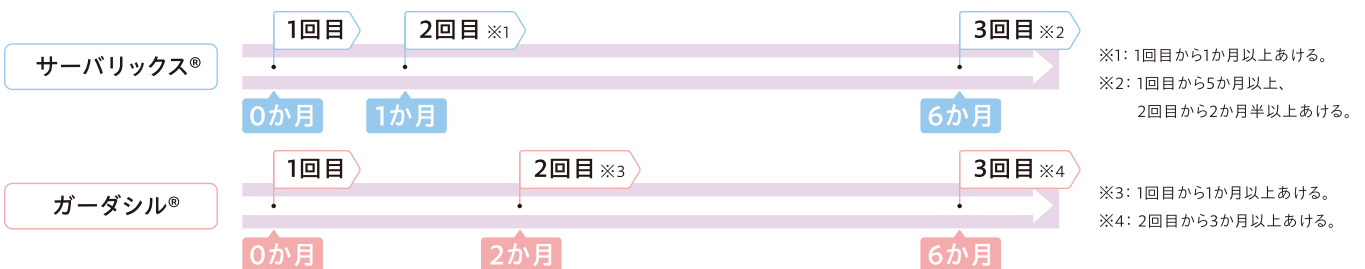 1回目 2回目 ※1 3回目 ※2
サーバリックス®
0か月 1か月 6か月
※1：1回目から1か月以上あける。
※2：1回目から5か月以上、
2回目から2か月半以上あける。
1回目 2回目 ※3 3回目 ※4
ガーダシル®
0か月 2か月 6か月
※3：1回目から1か月以上あける。
※4：2回目から3か月以上あける。